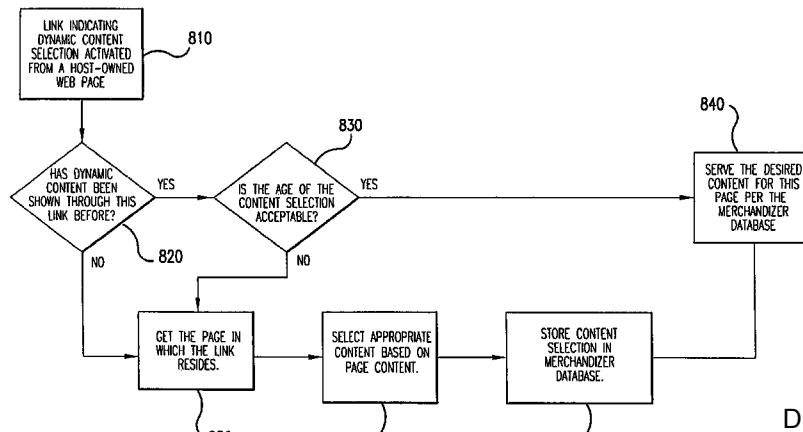 LINK INDICATING
DYNAMIC CONTENT
SELECTION ACTIVATED
FROM A HOST-OWNED
WEB PAGE
810
HAS DYNAMIC
CONTENT BEEN
SHOWN THROUGH THIS
LINK BEFORE?
YES
NO
820
830
IS THE AGE OF THE
CONTENT SELECTION
ACCEPTABLE?
YES
NO
840
SERVE THE DESIRED
CONTENT FOR THIS
PAGE PER THE
MERCHANDIZER
DATABASE
GET THE PAGE IN
WHICH THE LINK
RESIDES.
SELECT APPROPRIATE
CONTENT BASED ON
PAGE CONTENT.
STORE CONTENT
SELECTION IN
MERCHANDIZER
DATABASE.
D